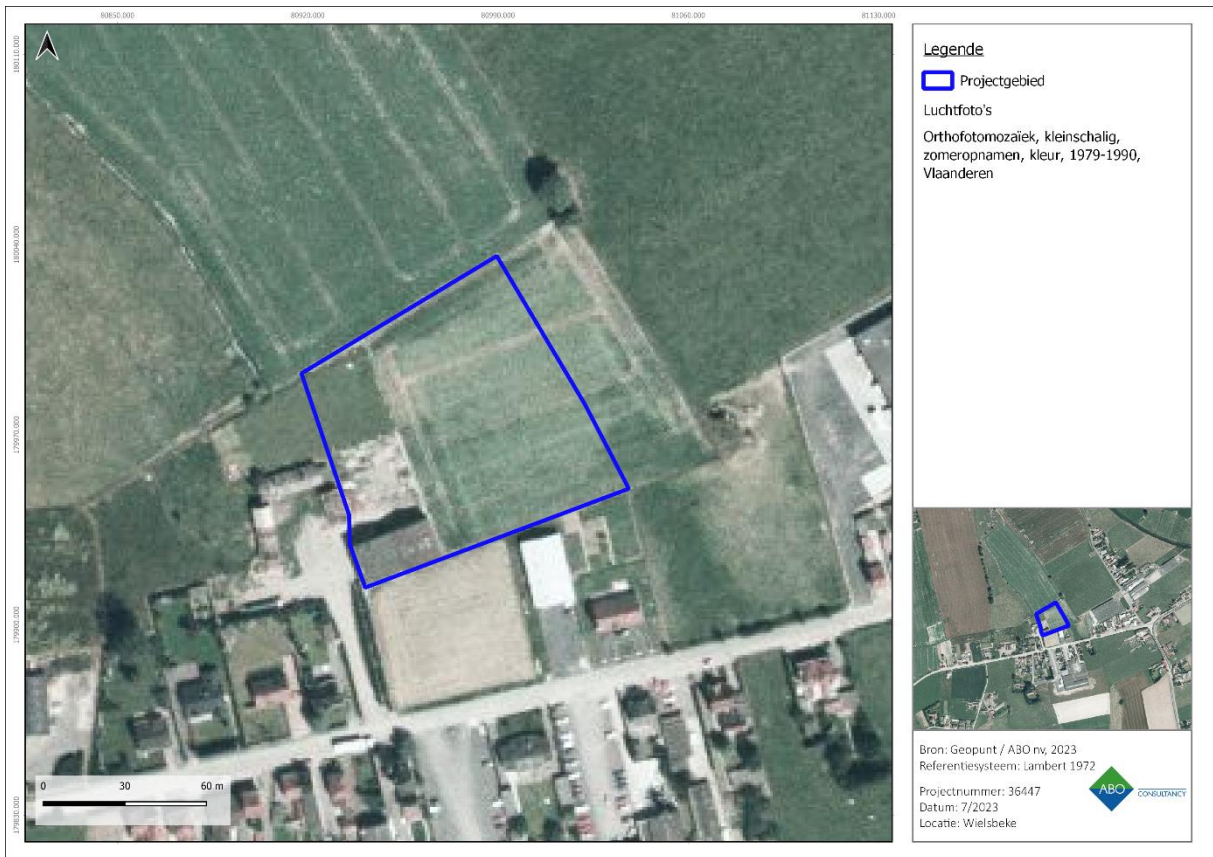 80850.000 80920.000 80990.000 81060.000 81130.000
180110.000
180040.000
179970.000
179900.000
179830.000
0 30 60 m
Legende
Projectgebied
Luchtfoto's
Orthofotomozaïek, kleinschalig,
zomeropnamen, kleur, 1979-1990,
Vlaanderen
Bron: Geopunt / ABO nv, 2023
Referentiesysteem: Lambert 1972
Projectnummer: 36447
Datum: 7/2023
Locatie: Wielsbeke
ABO CONSULTANCY